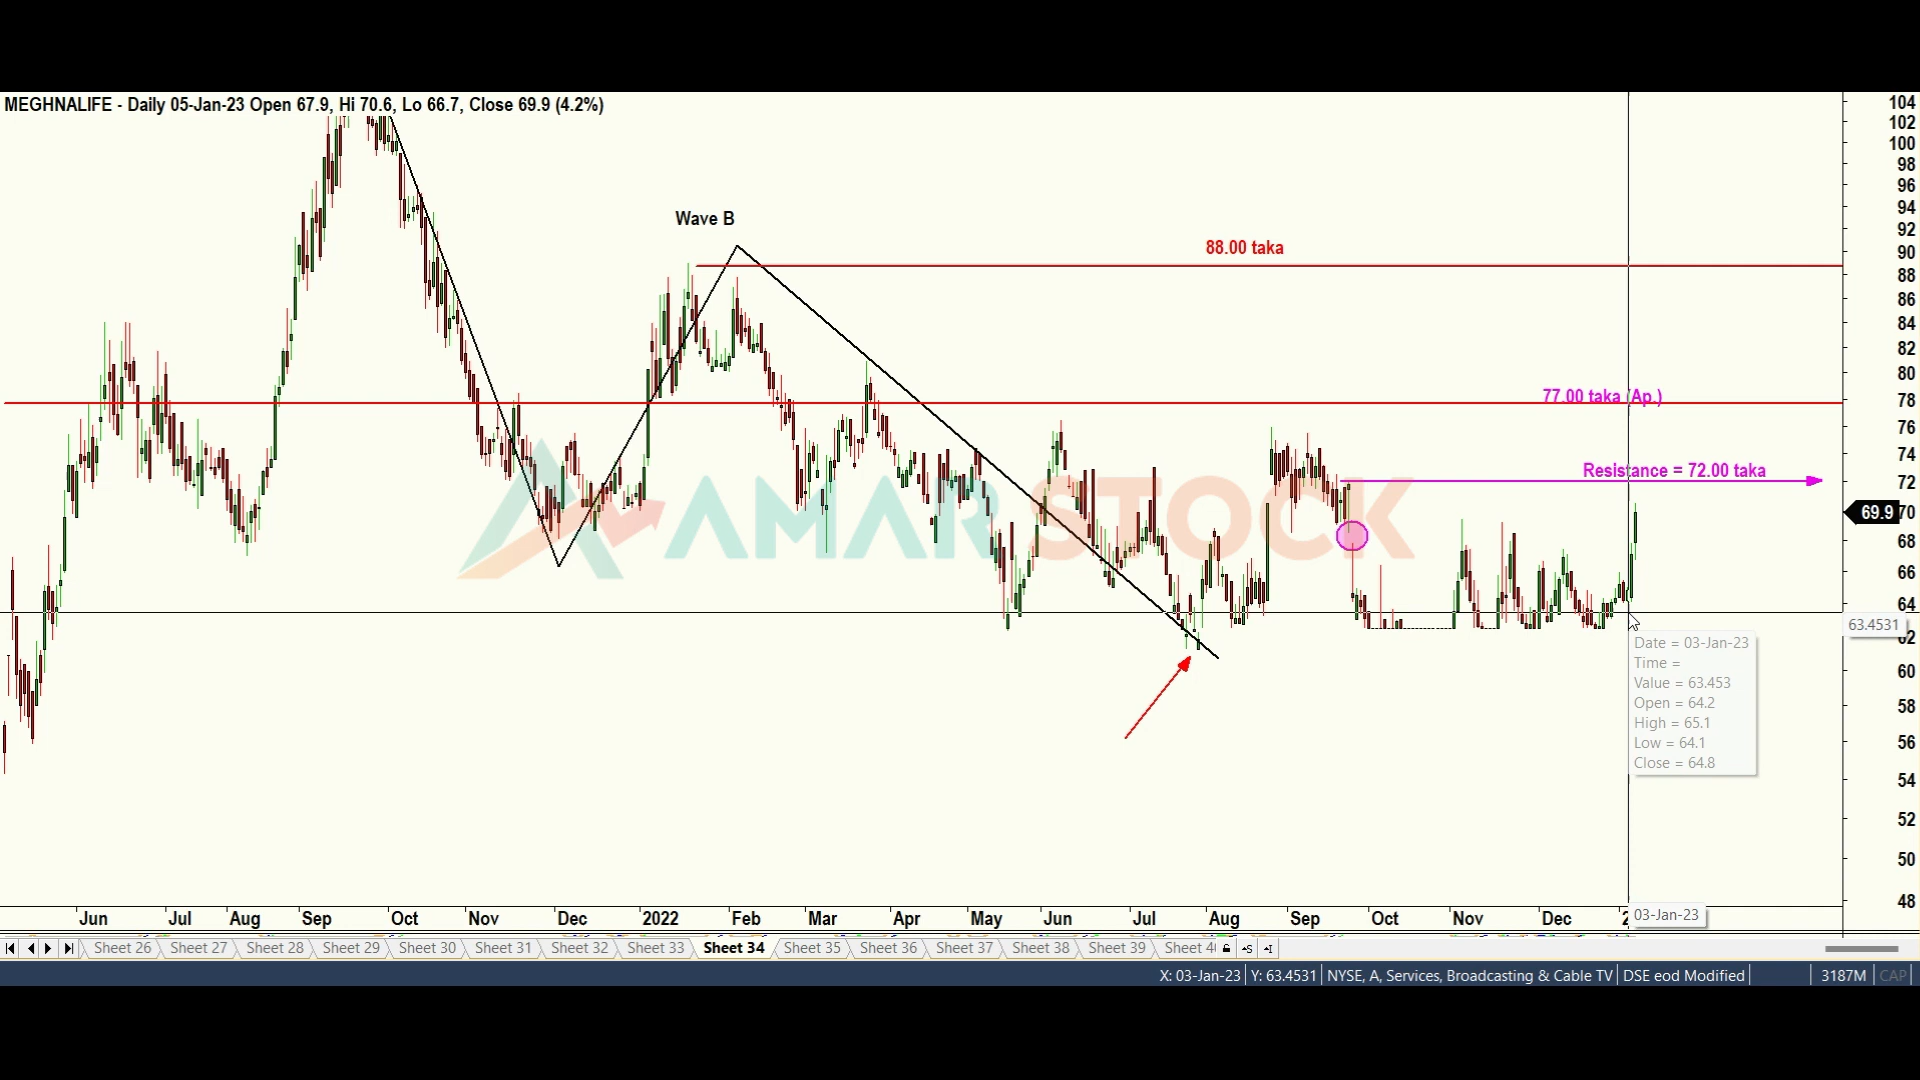 MEGHNALIFE - Daily 05-Jan-23 Open 67.9, Hi 70.6, Lo 66.7, Close 69.9 (4.2%)
104
102
100
98
96
94
92
90
88
86
84
82
80
78
76
74
72
70
68
66
64
62
60
58
56
54
52
50
48
Wave B
88.00 taka
77.00 taka (Ap.)
Resistance = 72.00 taka
69.9
AMARSTOCK
63.4531
Date = 03-Jan-23
Time =
Value = 63.453
Open = 64.2
High = 65.1
Low = 64.1
Close = 64.8
Jun Jul Aug Sep Oct Nov Dec 2022 Feb Mar Apr May Jun Jul Aug Sep Oct Nov Dec 03-Jan-23
Sheet 26 Sheet 27 Sheet 28 Sheet 29 Sheet 30 Sheet 31 Sheet 32 Sheet 33 Sheet 34 Sheet 35 Sheet 36 Sheet 37 Sheet 38 Sheet 39 Sheet 4
X: 03-Jan-23 Y: 63.4531 NYSE, A, Services, Broadcasting & Cable TV DSE eod Modified 3187M CAP